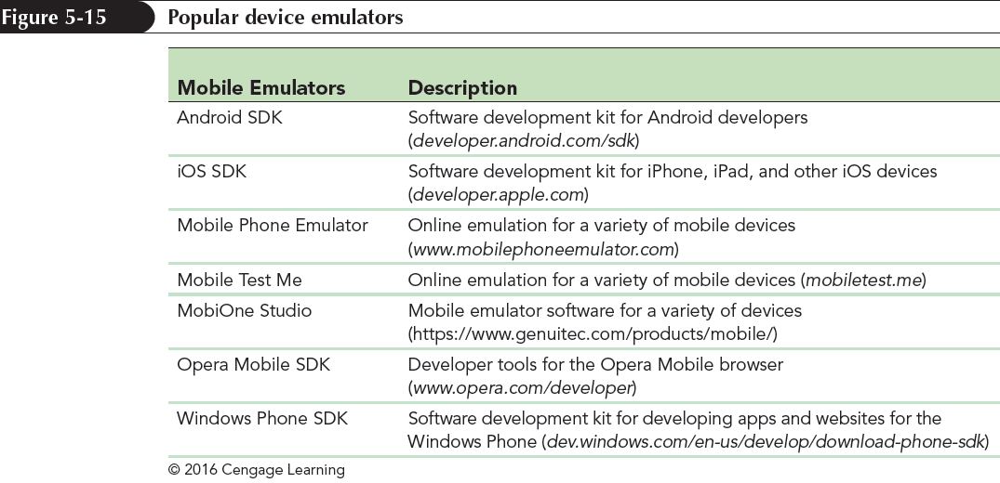 Figure 5-15 Popular device emulators
Mobile Emulators Description
Android SDK Software development kit for Android developers
(developer.android.com/sdk)
iOS SDK Software development kit for iPhone, iPad, and other iOS devices
(developer.apple.com)
Mobile Phone Emulator Online emulation for a variety of mobile devices
(www.mobilephoneemulator.com)
Mobile Test Me Online emulation for a variety of mobile devices (mobiletest.me)
MobiOne Studio Mobile emulator software for a variety of devices
(https://www.genuitec.com/products/mobile/)
Opera Mobile SDK Developer tools for the Opera Mobile browser
(www.opera.com/developer)
Windows Phone SDK Software development kit for developing apps and websites for the
Windows Phone (dev.windows.com/en-us/develop/download-phone-sdk)
© 2016 Cengage Learning